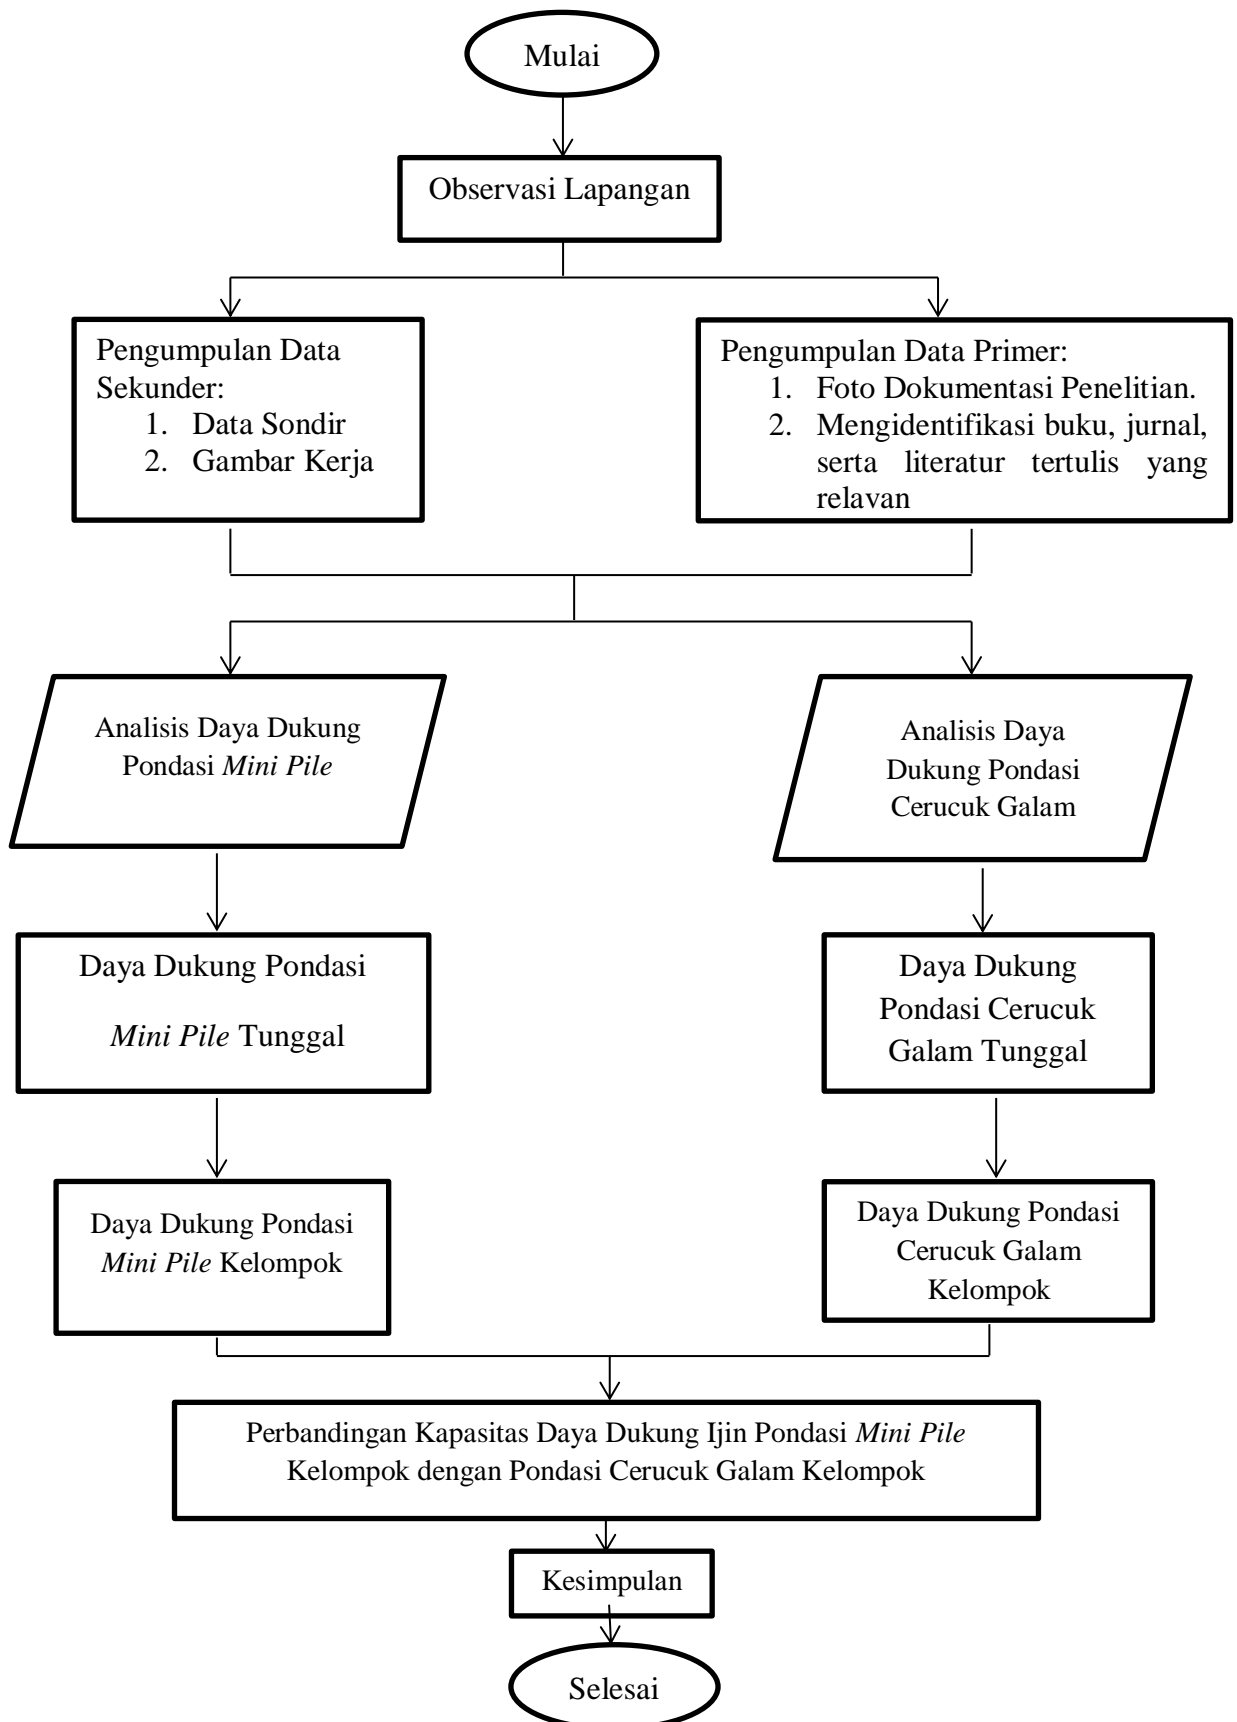 Mulai
Observasi Lapangan
Pengumpulan Data
Sekunder:
1. Data Sondir
2. Gambar Kerja
Pengumpulan Data Primer:
1. Foto Dokumentasi Penelitian.
2. Mengidentifikasi buku, jurnal,
serta literatur tertulis yang
relavan
Analisis Daya Dukung
Pondasi Mini Pile
Analisis Daya
Dukung Pondasi
Cerucuk Galam
Daya Dukung Pondasi
Mini Pile Tunggal
Daya Dukung
Pondasi Cerucuk
Galam Tunggal
Daya Dukung Pondasi
Mini Pile Kelompok
Daya Dukung Pondasi
Cerucuk Galam
Kelompok
Perbandingan Kapasitas Daya Dukung Ijin Pondasi Mini Pile
Kelompok dengan Pondasi Cerucuk Galam Kelompok
Kesimpulan
Selesai